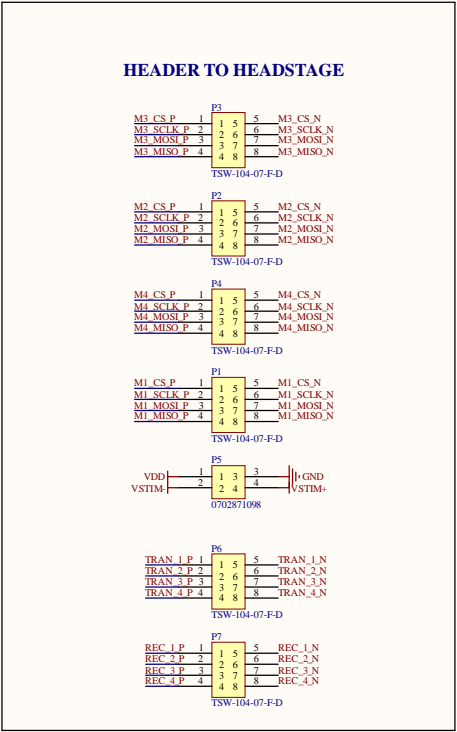 HEADER TO HEADSTAGE
P3
M3_CS_P 1 1 5 5 M3_CS_N
M3_SCLK_P 2 2 6 6 M3_SCLK_N
M3_MOSI_P 3 3 7 7 M3_MOSI_N
M3_MISO_P 4 4 8 8 M3_MISO_N
TSW-104-07-F-D
P2
M2_CS_P 1 1 5 5 M2_CS_N
M2_SCLK_P 2 2 6 6 M2_SCLK_N
M2_MOSI_P 3 3 7 7 M2_MOSI_N
M2_MISO_P 4 4 8 8 M2_MISO_N
TSW-104-07-F-D
P4
M4_CS_P 1 1 5 5 M4_CS_N
M4_SCLK_P 2 2 6 6 M4_SCLK_N
M4_MOSI_P 3 3 7 7 M4_MOSI_N
M4_MISO_P 4 4 8 8 M4_MISO_N
TSW-104-07-F-D
P1
M1_CS_P 1 1 5 5 M1_CS_N
M1_SCLK_P 2 2 6 6 M1_SCLK_N
M1_MOSI_P 3 3 7 7 M1_MOSI_N
M1_MISO_P 4 4 8 8 M1_MISO_N
TSW-104-07-F-D
P5
VDD 1 1 3 3 GND
VSTIM- 2 2 4 4 VSTIM+
0702871098
P6
TRAN_1_P 1 1 5 5 TRAN_1_N
TRAN_2_P 2 2 6 6 TRAN_2_N
TRAN_3_P 3 3 7 7 TRAN_3_N
TRAN_4_P 4 4 8 8 TRAN_4_N
TSW-104-07-F-D
P7
REC_1_P 1 1 5 5 REC_1_N
REC_2_P 2 2 6 6 REC_2_N
REC_3_P 3 3 7 7 REC_3_N
REC_4_P 4 4 8 8 REC_4_N
TSW-104-07-F-D